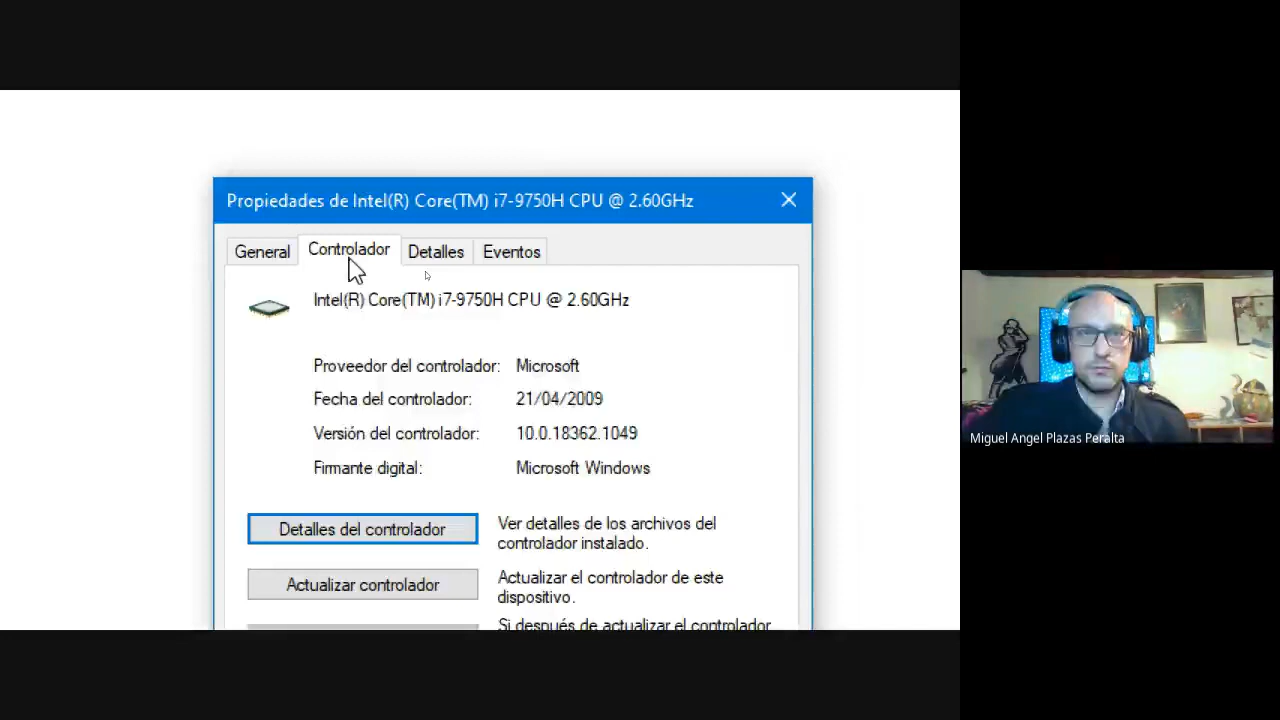 Propiedades de Intel(R) Core(TM) i7-9750H CPU @ 2.60GHz
General
Controlador
Detalles
Eventos
Intel(R) Core(TM) i7-9750H CPU @ 2.60GHz
Proveedor del controlador: Microsoft
Fecha del controlador: 21/04/2009
Versión del controlador: 10.0.18362.1049
Firmante digital: Microsoft Windows
Detalles del controlador
Ver detalles de los archivos del
controlador instalado.
Actualizar controlador
Actualizar el controlador de este
dispositivo.
Si después de actualizar el controlador
Miguel Angel Plazas Peralta